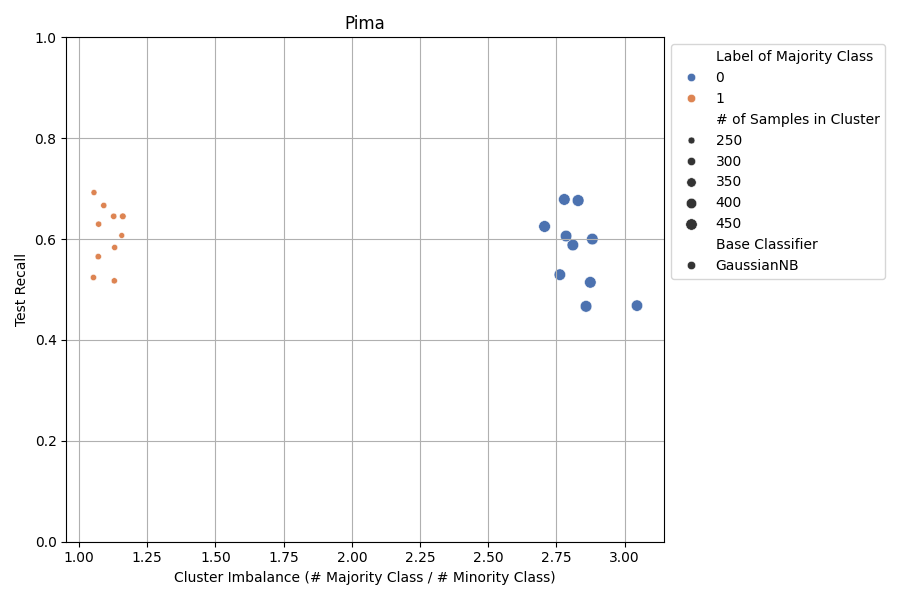 Pima
1.0
0.8
0.6
0.4
0.2
0.0
Test Recall
1.00 1.25 1.50 1.75 2.00 2.25 2.50 2.75 3.00
Cluster Imbalance (# Majority Class / # Minority Class)
Label of Majority Class
0
1
# of Samples in Cluster
250
300
350
400
450
Base Classifier
GaussianNB